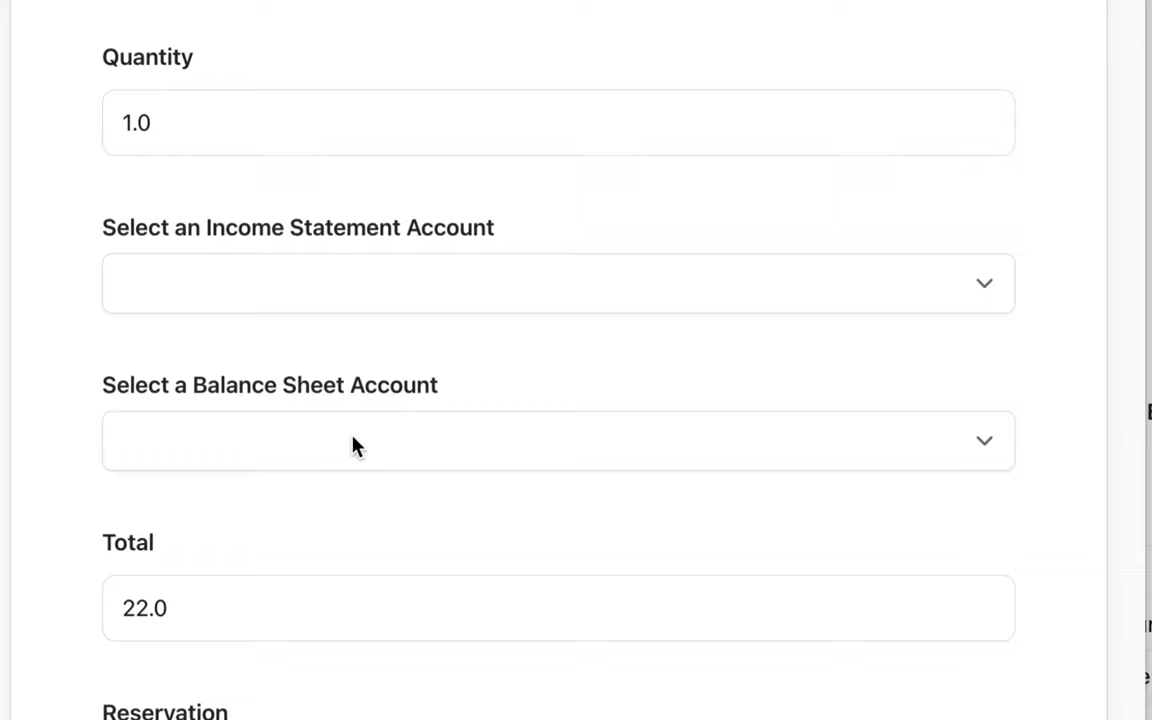 Quantity
1.0
Select an Income Statement Account
Select a Balance Sheet Account
Total
22.0
Reservation